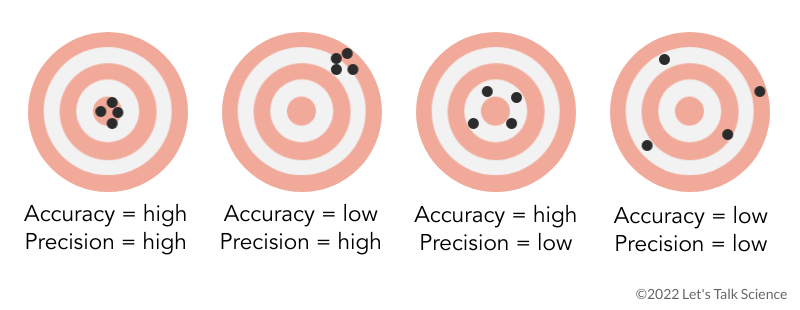 Accuracy = high
Precision = high
Accuracy = low
Precision = high
Accuracy = high
Precision = low
Accuracy = low
Precision = low
©2022 Let's Talk Science